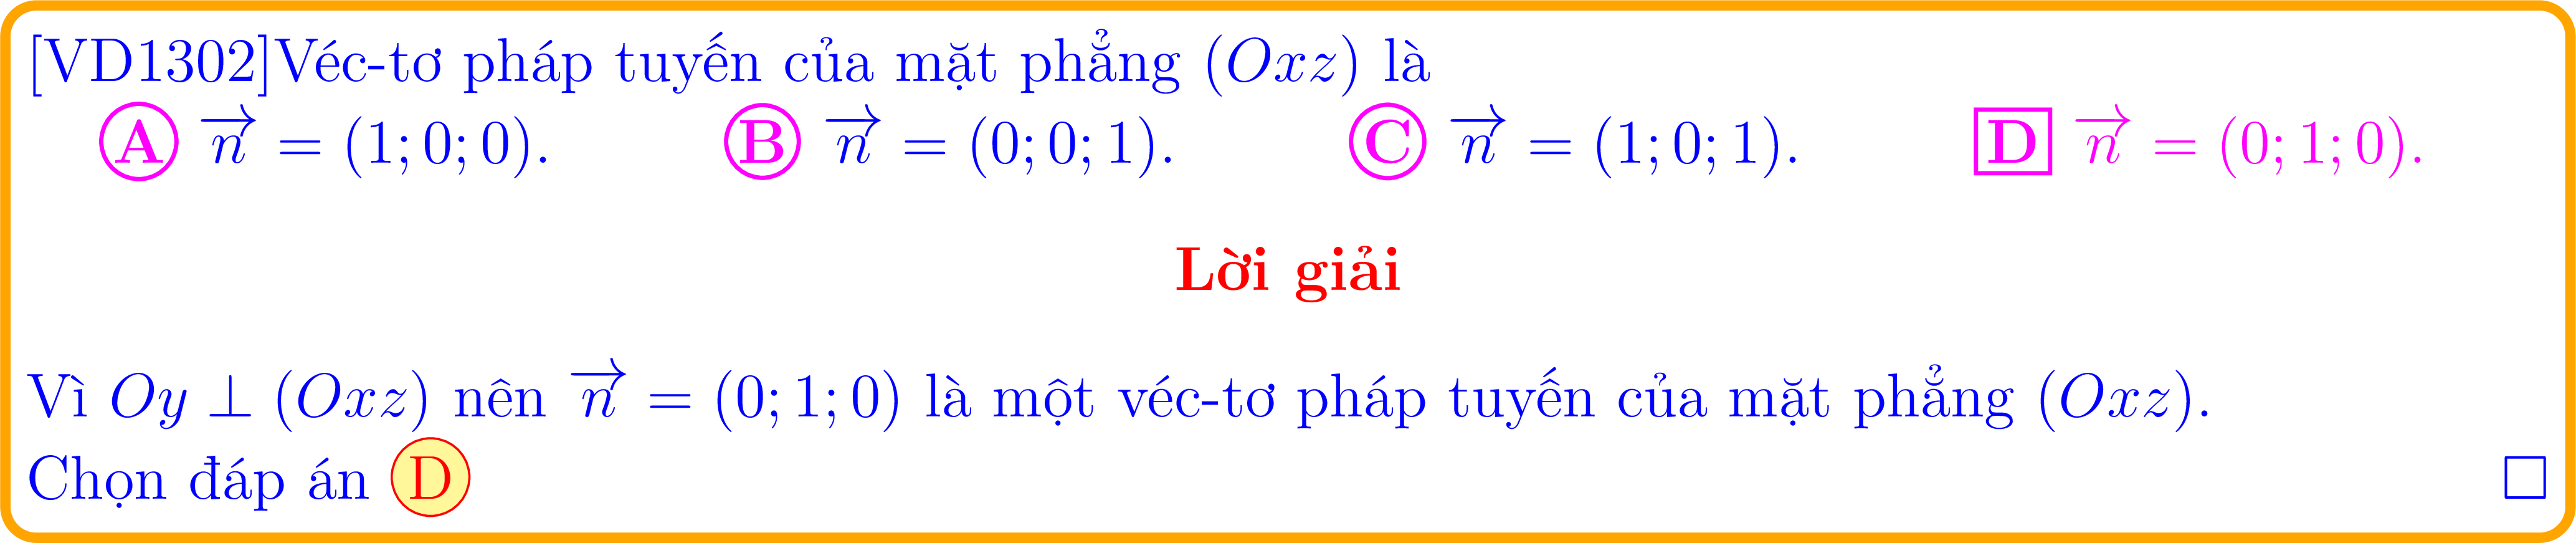 [VD1302]Véc-tơ pháp tuyến của mặt phẳng (Oxz) là
A $\overrightarrow{n} = (1; 0; 0)$. B $\overrightarrow{n} = (0; 0; 1)$. C $\overrightarrow{n} = (1; 0; 1)$. D $\overrightarrow{n} = (0; 1; 0)$.
Lời giải
Vì $Oy \perp (Oxz)$ nên $\overrightarrow{n} = (0; 1; 0)$ là một véc-tơ pháp tuyến của mặt phẳng (Oxz).
Chọn đáp án D □